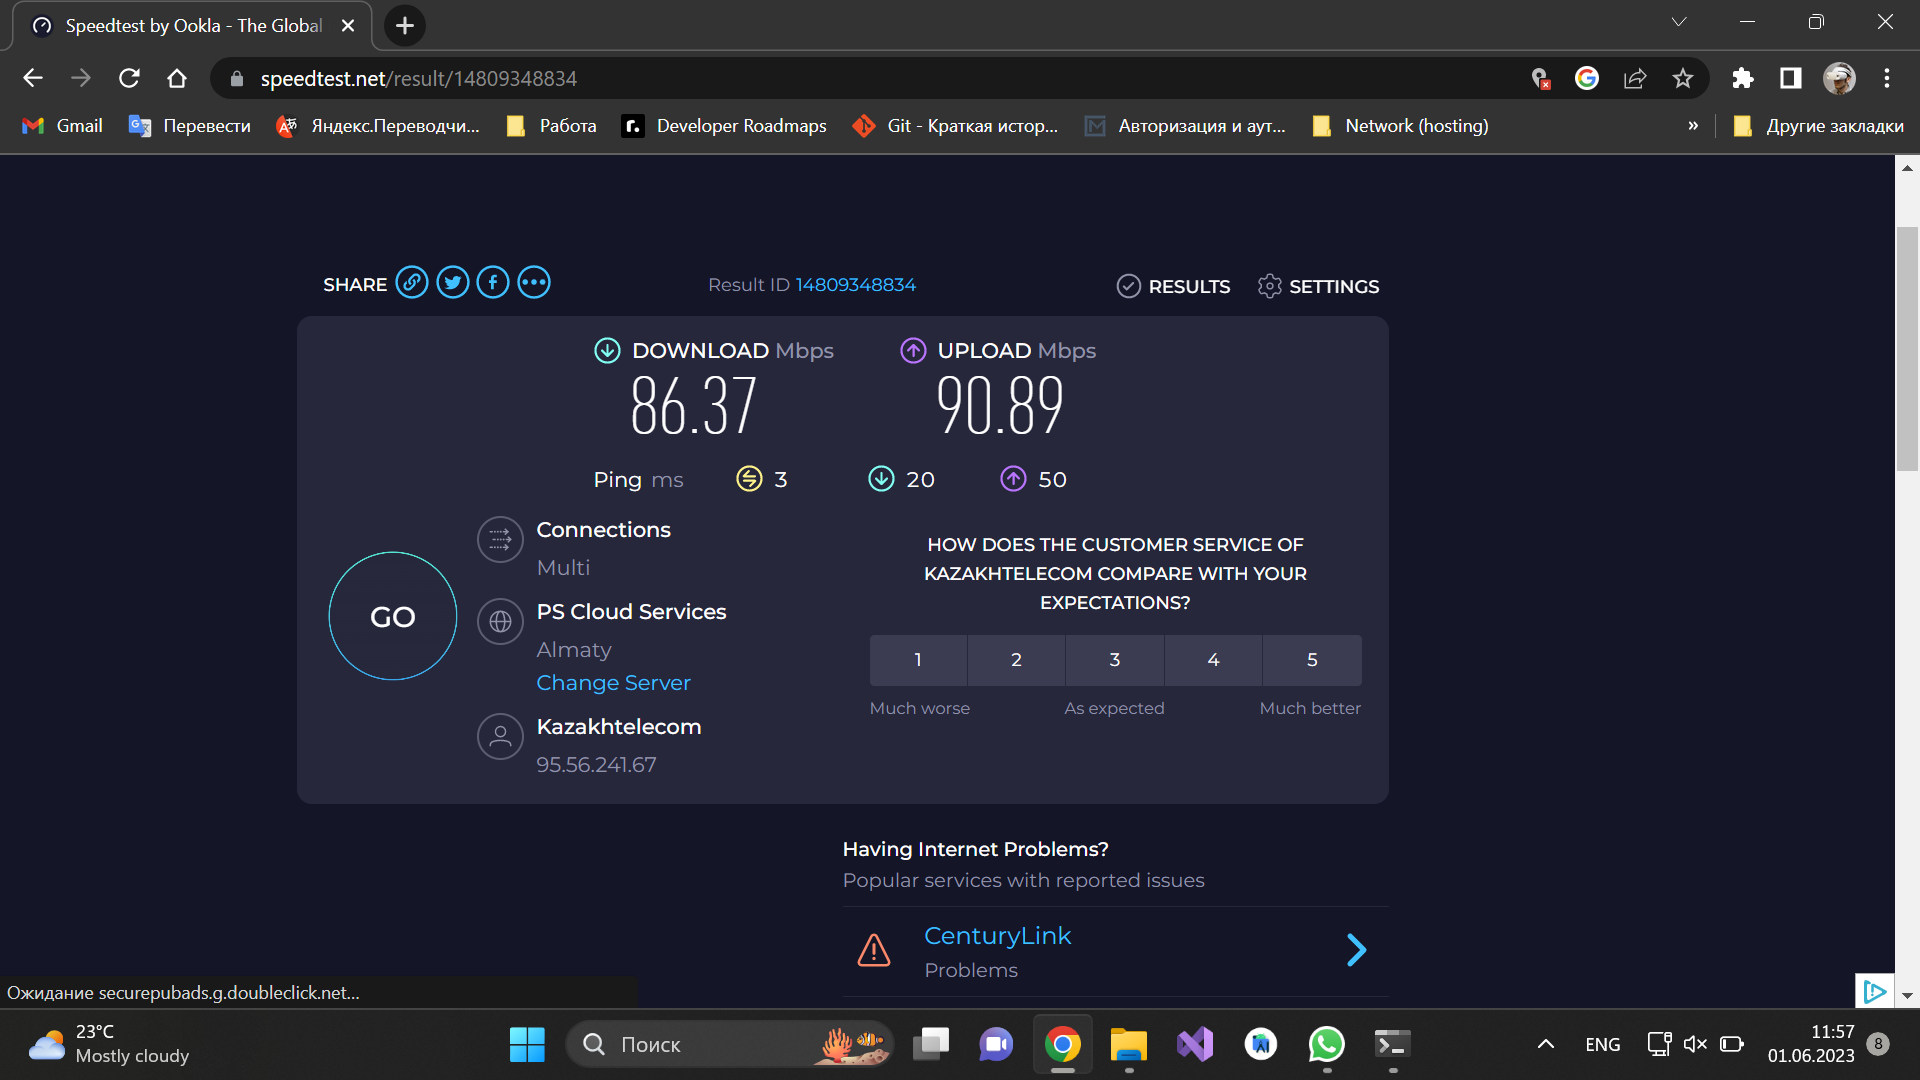 Speedtest by Ookla - The Global
speedtest.net/result/14809348834
Gmail
Перевести
Яндекс.Переводчи...
Работа
Developer Roadmaps
Git - Краткая истор...
Авторизация и аут...
Network (hosting)
»
Другие закладки
SHARE
Result ID 14809348834
RESULTS
SETTINGS
DOWNLOAD Mbps
86.37
UPLOAD Mbps
90.89
Ping ms
3
20
50
GO
Connections
Multi
PS Cloud Services
Almaty
Change Server
Kazakhtelecom
95.56.241.67
HOW DOES THE CUSTOMER SERVICE OF
KAZAKHTELECOM COMPARE WITH YOUR
EXPECTATIONS?
1 2 3 4 5
Much worse
As expected
Much better
Having Internet Problems?
Popular services with reported issues
CenturyLink
Problems
Ожидание securepubads.g.doubleclick.net...
23°C
Mostly cloudy
Поиск
ENG
11:57
01.06.2023
8